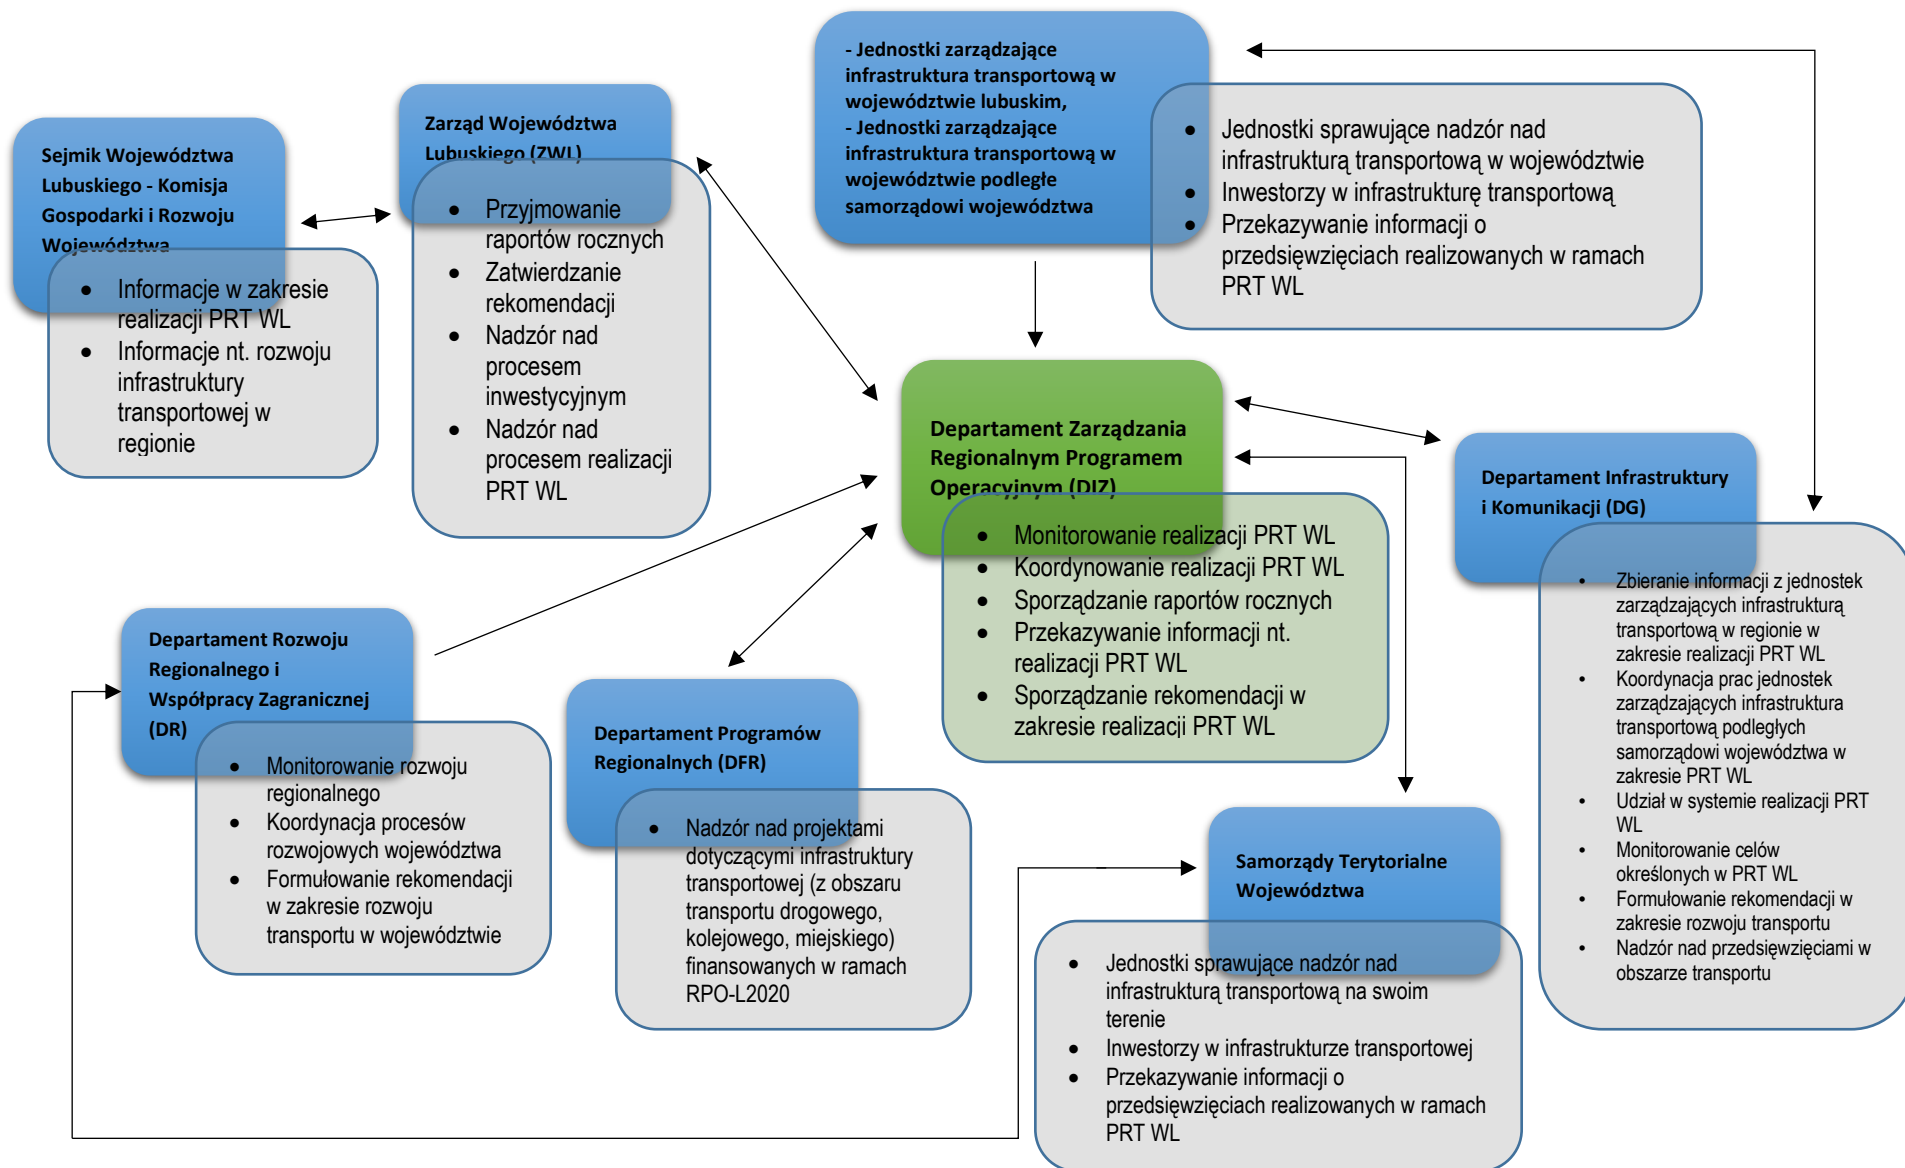 Sejmik Województwa
Lubuskiego - Komisja
Gospodarki i Rozwoju
Województwa
• Informacje w zakresie
realizacji PRT WL
• Informacje nt. rozwoju
infrastruktury
transportowej w
regionie
Zarząd Województwa
Lubuskiego (ZWL)
• Przyjmowanie
raportów rocznych
• Zatwierdzanie
rekomendacji
• Nadzór nad
procesem
inwestycyjnym
• Nadzór nad
procesem realizacji
PRT WL
- Jednostki zarządzające
infrastruktura transportową w
województwie lubuskim,
- Jednostki zarządzające
infrastruktura transportową w
województwie podległe
samorządowi województwa
• Jednostki sprawujące nadzór nad
infrastrukturą transportową w województwie
• Inwestorzy w infrastrukturę transportową
• Przekazywanie informacji o
przedsięwzięciach realizowanych w ramach
PRT WL
Departament Zarządzania
Regionalnym Programem
Operacyjnym (DIZ)
• Monitorowanie realizacji PRT WL
• Koordynowanie realizacji PRT WL
• Sporządzanie raportów rocznych
• Przekazywanie informacji nt.
realizacji PRT WL
• Sporządzanie rekomendacji w
zakresie realizacji PRT WL
Departament Infrastruktury
i Komunikacji (DG)
• Zbieranie informacji z jednostek
zarządzających infrastrukturą
transportową w regionie w
zakresie realizacji PRT WL
• Koordynacja prac jednostek
zarządzających infrastruktura
transportową podległych
samorządowi województwa w
zakresie PRT WL
• Udział w systemie realizacji PRT
WL
• Monitorowanie celów
określonych w PRT WL
• Formułowanie rekomendacji w
zakresie rozwoju transportu
• Nadzór nad przedsięwzięciami w
obszarze transportu
Departament Rozwoju
Regionalnego i
Współpracy Zagranicznej
(DR)
• Monitorowanie rozwoju
regionalnego
• Koordynacja procesów
rozwojowych województwa
• Formułowanie rekomendacji
w zakresie rozwoju
transportu w województwie
Departament Programów
Regionalnych (DFR)
• Nadzór nad projektami
dotyczącymi infrastruktury
transportowej (z obszaru
transportu drogowego,
kolejowego, miejskiego)
finansowanych w ramach
RPO-L2020
Samorządy Terytorialne
Województwa
• Jednostki sprawujące nadzór nad
infrastrukturą transportową na swoim
terenie
• Inwestorzy w infrastrukturze transportowej
• Przekazywanie informacji o
przedsięwzięciach realizowanych w ramach
PRT WL